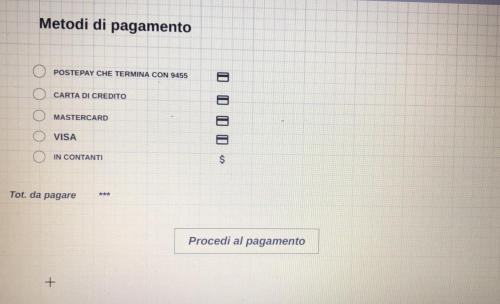 Metodi di pagamento
POSTEPAY CHE TERMINA CON 9455
CARTA DI CREDITO
MASTERCARD
VISA
IN CONTANTI $
Tot. da pagare ***
Procedi al pagamento